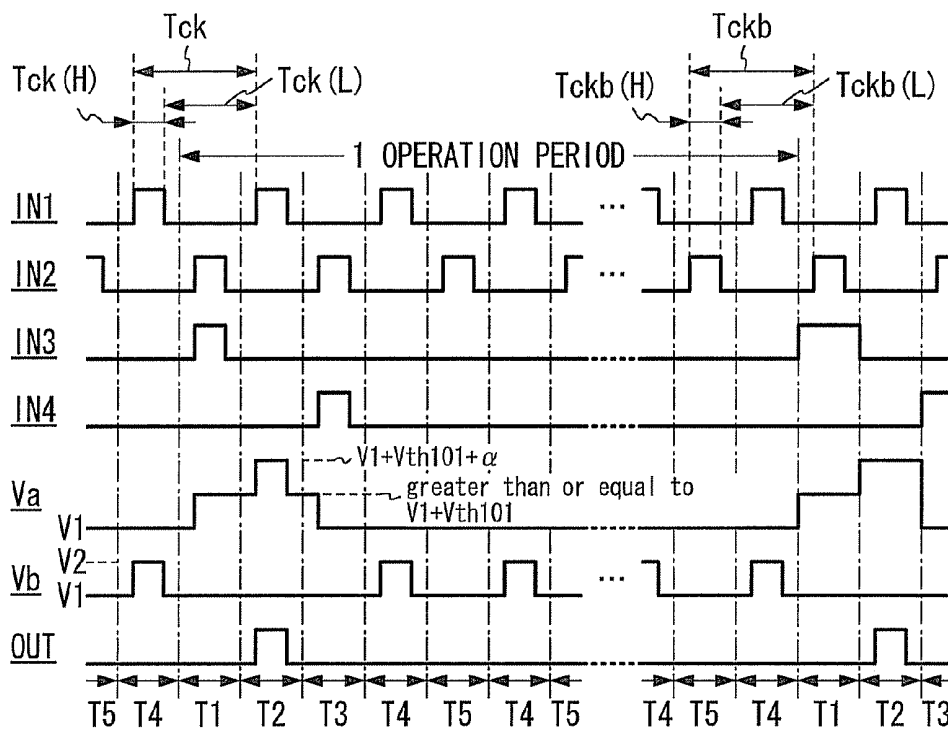 Tck
Tckb
Tck(H)
Tck(L)
Tckb(H)
Tckb(L)
1 OPERATION PERIOD
IN1
...
IN2
...
IN3
IN4
V1+Vth101+α
greater than or equal to
V1+Vth101
Va
V1
V2
Vb
V1
...
OUT
T5 T4 T1 T2 T3 T4 T5 T4 T5 T4 T5 T4 T1 T2 T3